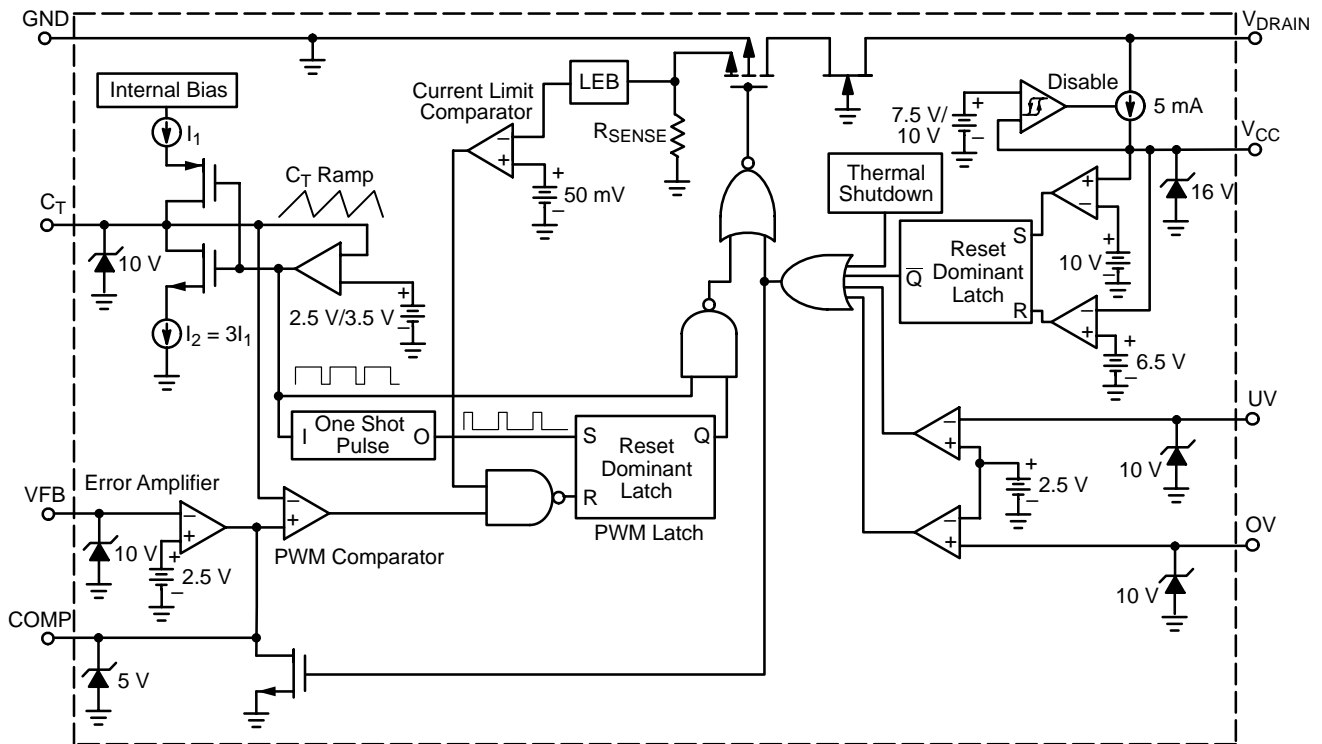 GND
VDRAIN
Internal Bias
I1
Current Limit
Comparator
LEB
RSENSE
+
7.5 V/
10 V
–
Disable
5 mA
VCC
–
+
+
50 mV
–
CT Ramp
CT
10 V
I2 = 3I1
2.5 V/3.5 V
+
–
Thermal
Shutdown
+
–
16 V
S
Reset
Dominant
Latch
Q
R
+
10 V
–
–
+
+
6.5 V
–
I
One Shot
Pulse
O
S
Q
Reset
Dominant
Latch
R
PWM Latch
UV
–
+
+
2.5 V
–
10 V
OV
–
+
10 V
Error Amplifier
VFB
–
+
10 V
+
2.5 V
–
–
+
PWM Comparator
COMP
5 V